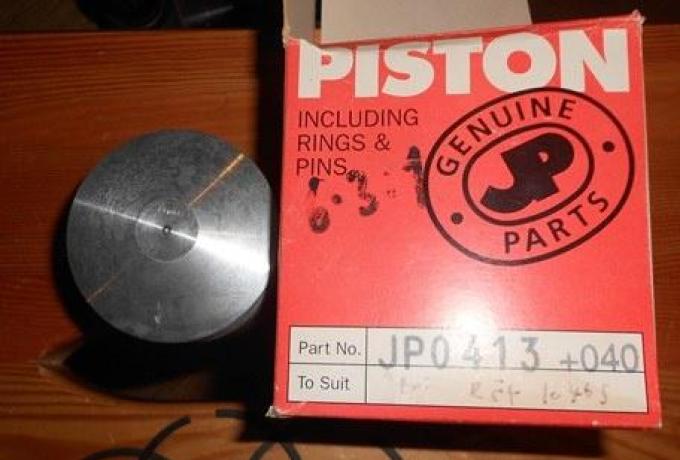 PISTON
INCLUDING
RINGS &
PINS
GENUINE
JP
PARTS
Part No. JP0413 +040
To Suit